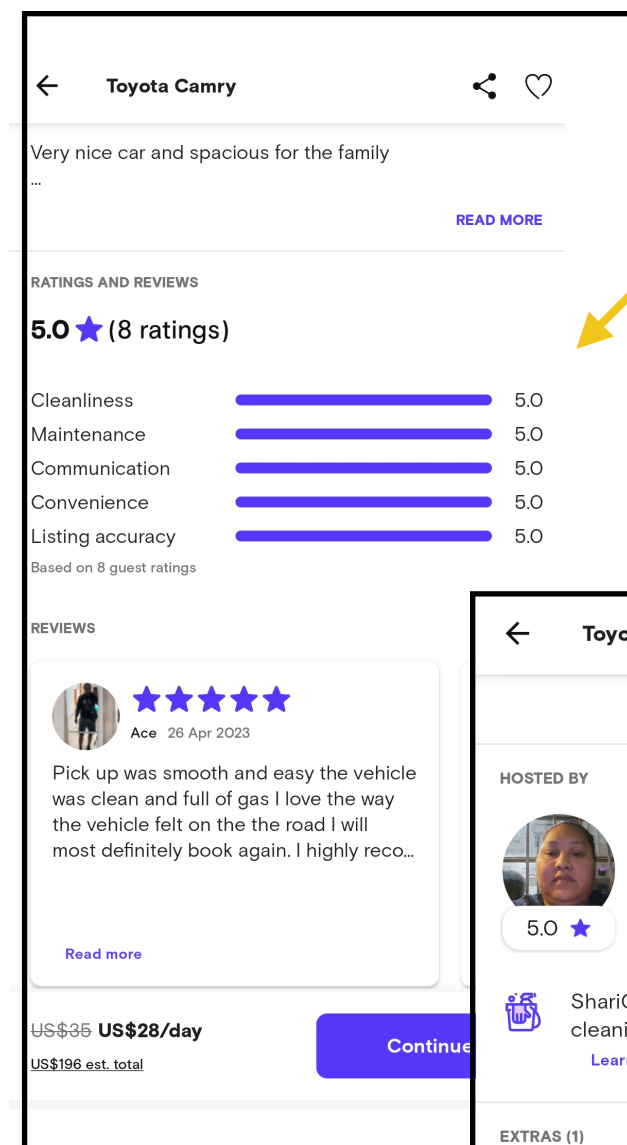 Toyota Camry
Very nice car and spacious for the family
...
READ MORE
RATINGS AND REVIEWS
5.0 (8 ratings)
Cleanliness 5.0
Maintenance 5.0
Communication 5.0
Convenience 5.0
Listing accuracy 5.0
Based on 8 guest ratings
REVIEWS
Ace 26 Apr 2023
Pick up was smooth and easy the vehicle
was clean and full of gas I love the way
the vehicle felt on the the road I will
most definitely book again. I highly reco...
Read more
US$35 US$28/day
US$196 est. total
Continue
Toyo
HOSTED BY
5.0
Shari
cleani
Lear
EXTRAS (1)